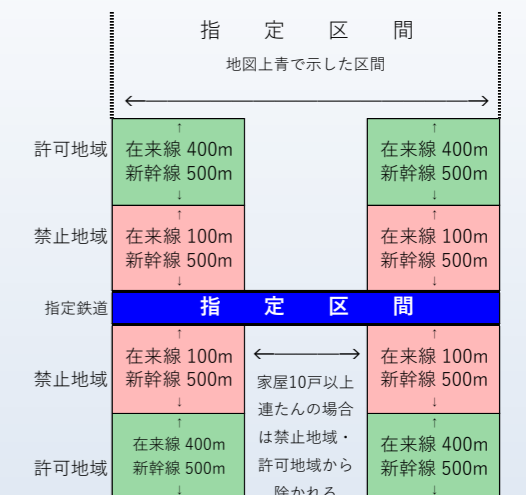 指定区間
地図上青で示した区間
←→
許可地域
↑
在来線 400m
新幹線 500m
↓
↑
在来線 400m
新幹線 500m
↓
禁止地域
↑
在来線 100m
新幹線 500m
↓
↑
在来線 100m
新幹線 500m
↓
指定鉄道
指定区間
禁止地域
↑
在来線 100m
新幹線 500m
↓
←→
家屋10戸以上
連たんの場合
は禁止地域・
許可地域から
除かれる
↑
在来線 100m
新幹線 500m
↓
許可地域
↑
在来線 400m
新幹線 500m
↓
↑
在来線 400m
新幹線 500m
↓